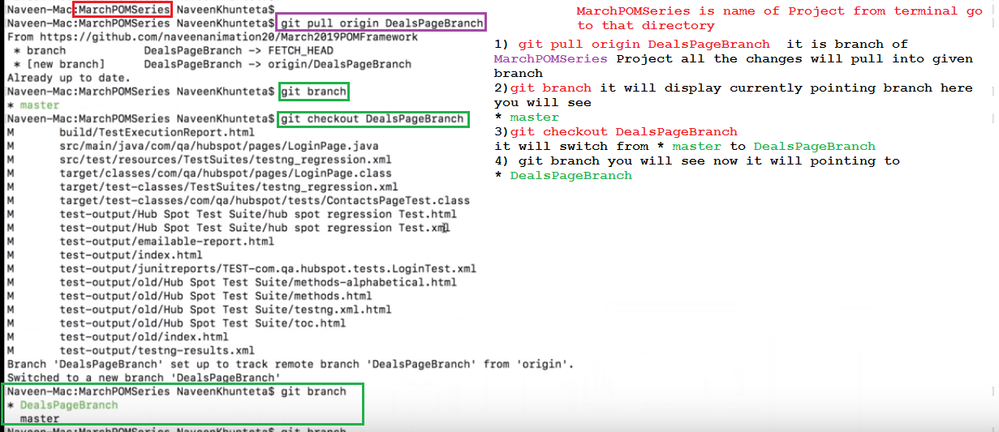 Naveen-Mac:MarchPOMSeries NaveenKhunteta$
Naveen-Mac:MarchPOMSeries NaveenKhunteta$ git pull origin DealsPageBranch
From https://github.com/naveenanimation20/March2019POMFramework
 * branch            DealsPageBranch -> FETCH_HEAD
 * [new branch]      DealsPageBranch -> origin/DealsPageBranch
Already up to date.
Naveen-Mac:MarchPOMSeries NaveenKhunteta$ git branch
* master
Naveen-Mac:MarchPOMSeries NaveenKhunteta$ git checkout DealsPageBranch
M       build/TestExecutionReport.html
M       src/main/java/com/qa/hubspot/pages/LoginPage.java
M       src/test/resources/TestSuites/testng_regression.xml
M       target/classes/com/qa/hubspot/pages/LoginPage.class
M       target/test-classes/TestSuites/testng_regression.xml
M       target/test-classes/com/qa/hubspot/tests/ContactsPageTest.class
M       test-output/Hub Spot Test Suite/hub spot regression Test.html
M       test-output/Hub Spot Test Suite/hub spot regression Test.xml
M       test-output/emailable-report.html
M       test-output/index.html
M       test-output/junitreports/TEST-com.qa.hubspot.tests.LoginTest.xml
M       test-output/old/Hub Spot Test Suite/methods-alphabetical.html
M       test-output/old/Hub Spot Test Suite/methods.html
M       test-output/old/Hub Spot Test Suite/testng.xml.html
M       test-output/old/Hub Spot Test Suite/toc.html
M       test-output/old/index.html
M       test-output/testng-results.xml
Branch 'DealsPageBranch' set up to track remote branch 'DealsPageBranch' from 'origin'.
Switched to a new branch 'DealsPageBranch'
Naveen-Mac:MarchPOMSeries NaveenKhunteta$ git branch
* DealsPageBranch
  master
Naveen-Mac:MarchPOMSeries NaveenKhunteta$ git branch
MarchPOMSeries is name of Project from terminal go
to that directory
1) git pull origin DealsPageBranch  it is branch of
MarchPOMSeries Project all the changes will pull into given
branch
2)git branch it will display currently pointing branch here
you will see
* master
3)git checkout DealsPageBranch
it will switch from * master to DealsPageBranch
4) git branch you will see now it will pointing to
* DealsPageBranch